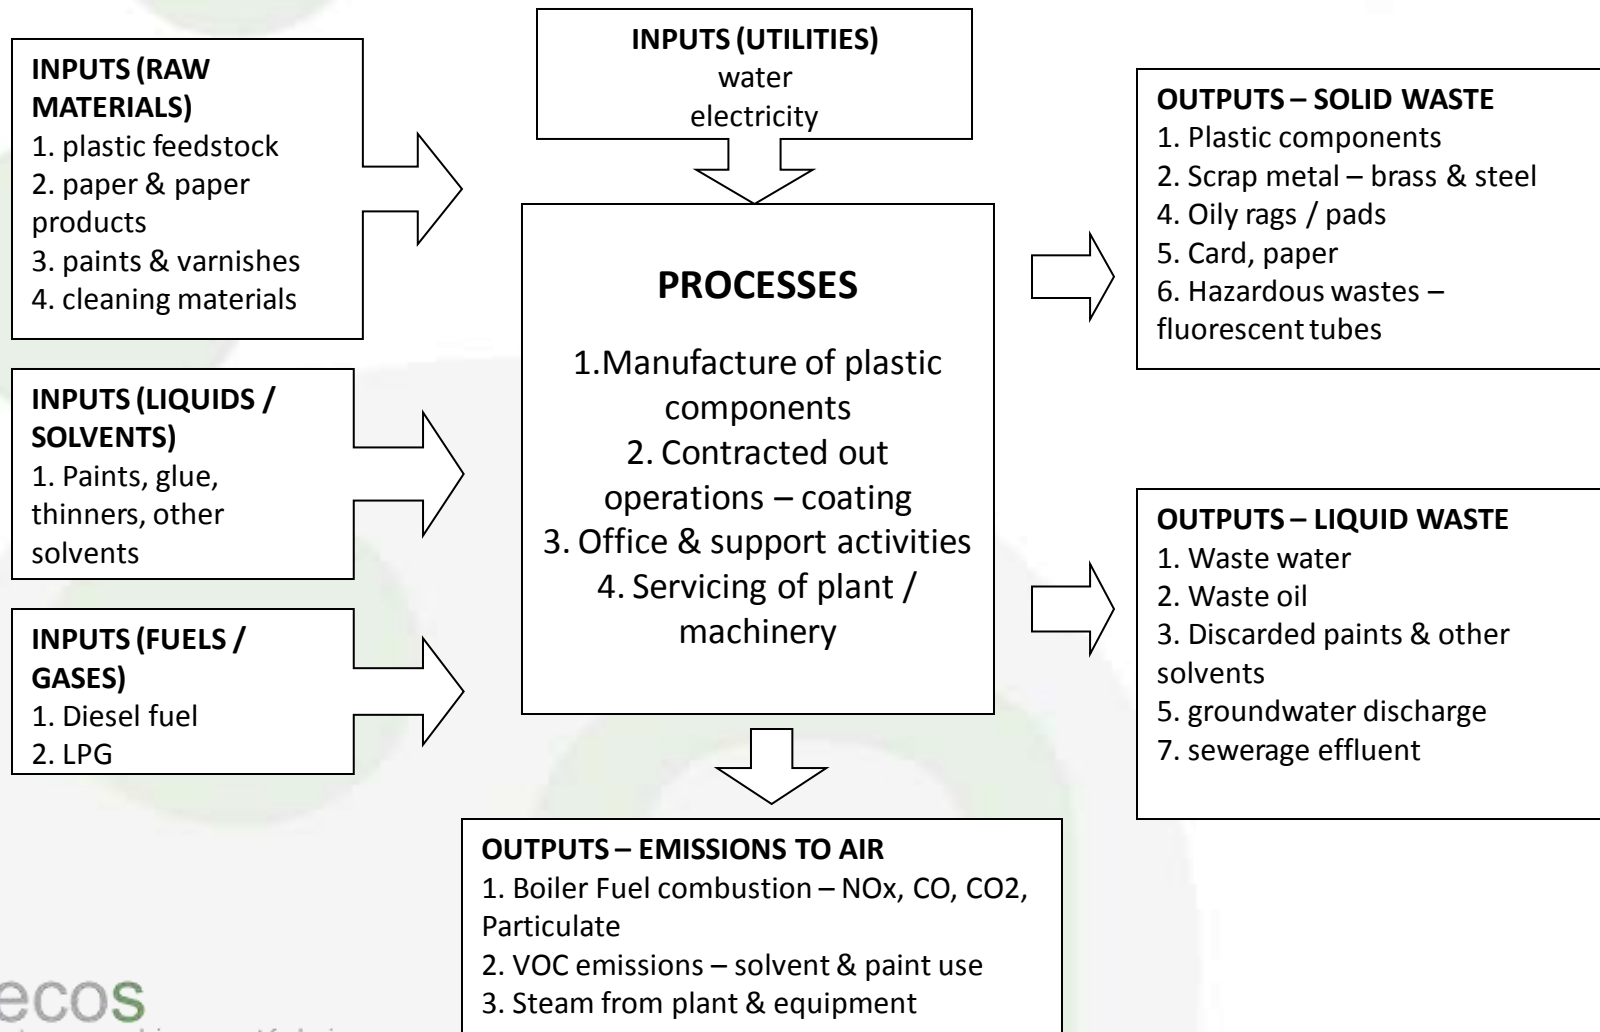 INPUTS (RAW
MATERIALS)
1. plastic feedstock
2. paper & paper
products
3. paints & varnishes
4. cleaning materials
INPUTS (LIQUIDS /
SOLVENTS)
1. Paints, glue,
thinners, other
solvents
INPUTS (FUELS /
GASES)
1. Diesel fuel
2. LPG
INPUTS (UTILITIES)
water
electricity
PROCESSES
1.Manufacture of plastic
components
2. Contracted out
operations – coating
3. Office & support activities
4. Servicing of plant /
machinery
OUTPUTS – EMISSIONS TO AIR
1. Boiler Fuel combustion – NOx, CO, CO2,
Particulate
2. VOC emissions – solvent & paint use
3. Steam from plant & equipment
OUTPUTS – SOLID WASTE
1. Plastic components
2. Scrap metal – brass & steel
4. Oily rags / pads
5. Card, paper
6. Hazardous wastes –
fluorescent tubes
OUTPUTS – LIQUID WASTE
1. Waste water
2. Waste oil
3. Discarded paints & other
solvents
5. groundwater discharge
7. sewerage effluent
ecos